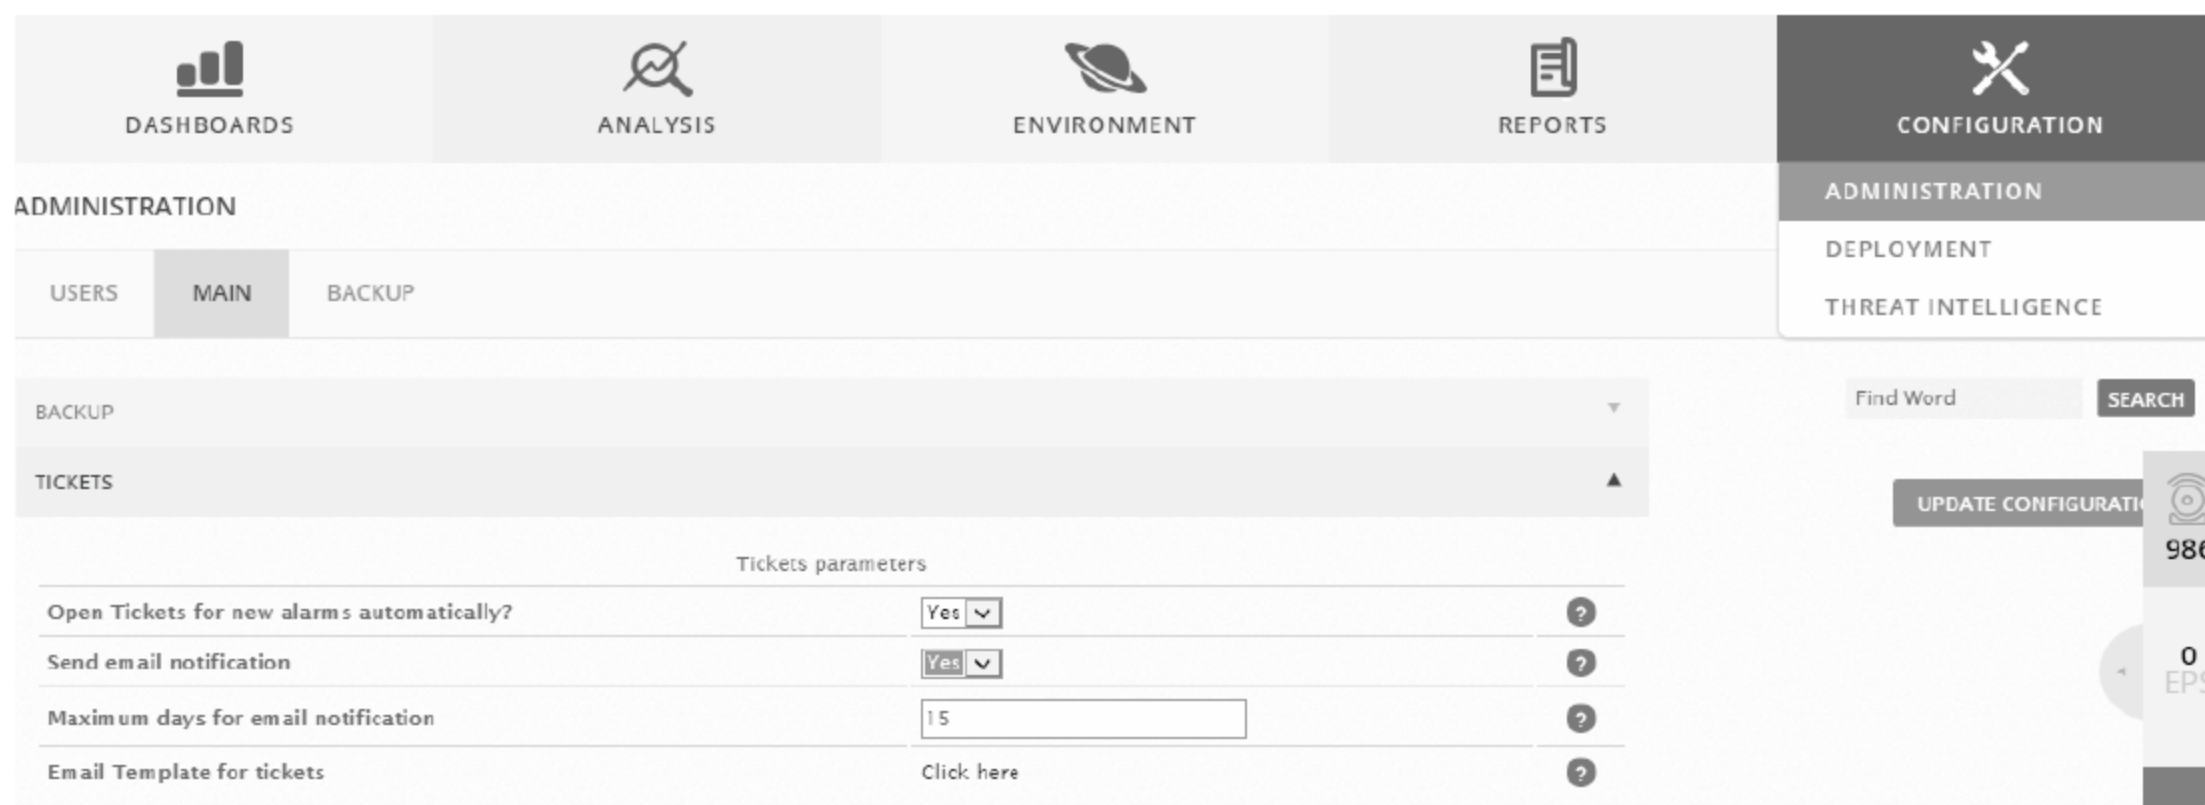 DASHBOARDS ANALYSIS ENVIRONMENT REPORTS CONFIGURATION
ADMINISTRATION
DEPLOYMENT
THREAT INTELLIGENCE
ADMINISTRATION
USERS MAIN BACKUP
BACKUP
Find Word SEARCH
TICKETS
UPDATE CONFIGURATI
986
Tickets parameters
Open Tickets for new alarms automatically? Yes ?
Send email notification Yes ?
0
EPS
Maximum days for email notification 15 ?
Email Template for tickets Click here ?